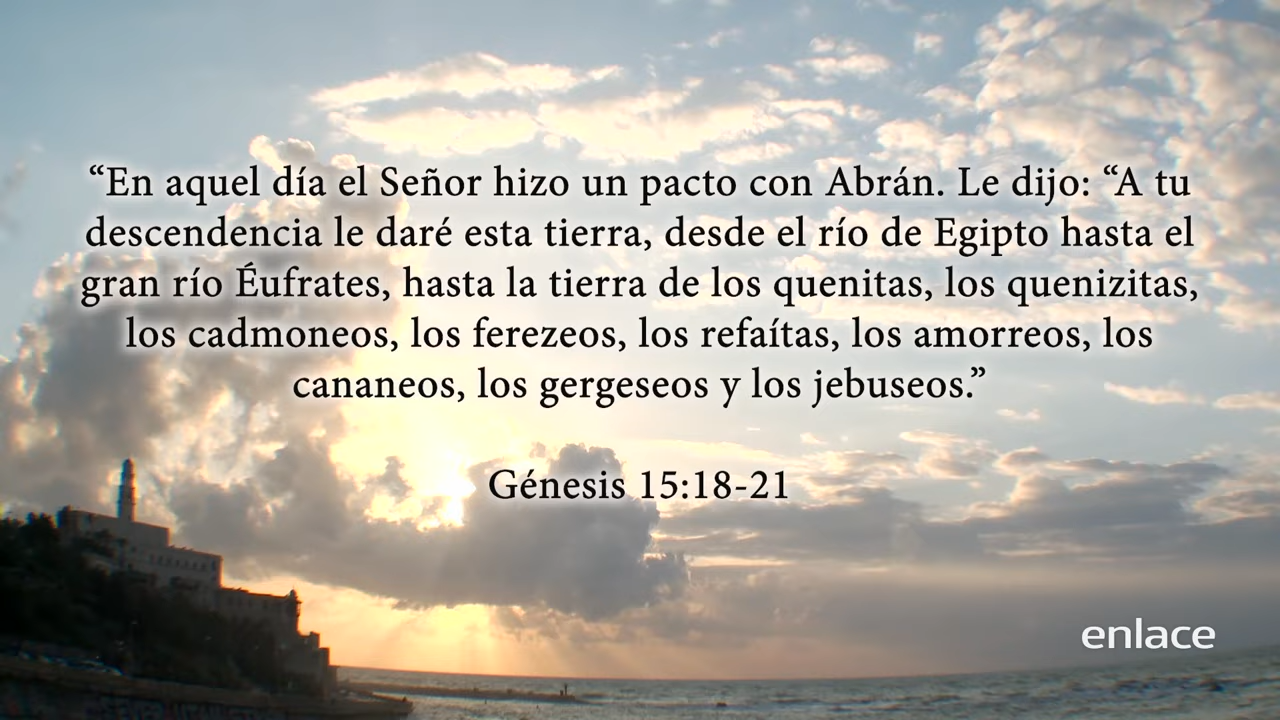 “En aquel día el Señor hizo un pacto con Abrán. Le dijo: “A tu
descendencia le daré esta tierra, desde el río de Egipto hasta el
gran río Éufrates, hasta la tierra de los quenitas, los quenizitas,
los cadmoneos, los ferezeos, los refaítas, los amorreos, los
cananeos, los gergeseos y los jebuseos.”
Génesis 15:18-21
enlace